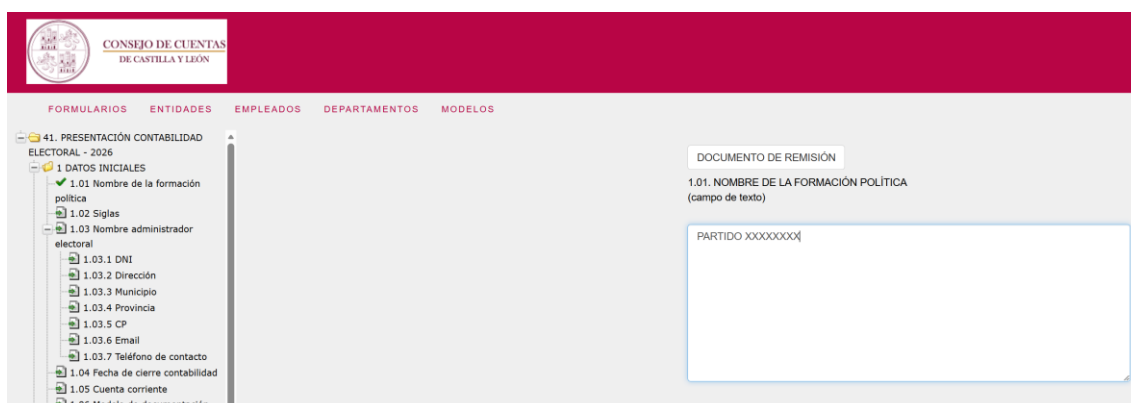 CONSEJO DE CUENTAS
DE CASTILLA Y LEÓN
FORMULARIOS ENTIDADES EMPLEADOS DEPARTAMENTOS MODELOS
41. PRESENTACIÓN CONTABILIDAD
ELECTORAL - 2026
1 DATOS INICIALES
1.01 Nombre de la formación
política
1.02 Siglas
1.03 Nombre administrador
electoral
1.03.1 DNI
1.03.2 Dirección
1.03.3 Municipio
1.03.4 Provincia
1.03.5 CP
1.03.6 Email
1.03.7 Teléfono de contacto
1.04 Fecha de cierre contabilidad
1.05 Cuenta corriente
DOCUMENTO DE REMISIÓN
1.01. NOMBRE DE LA FORMACIÓN POLÍTICA
(campo de texto)
PARTIDO XXXXXXXX